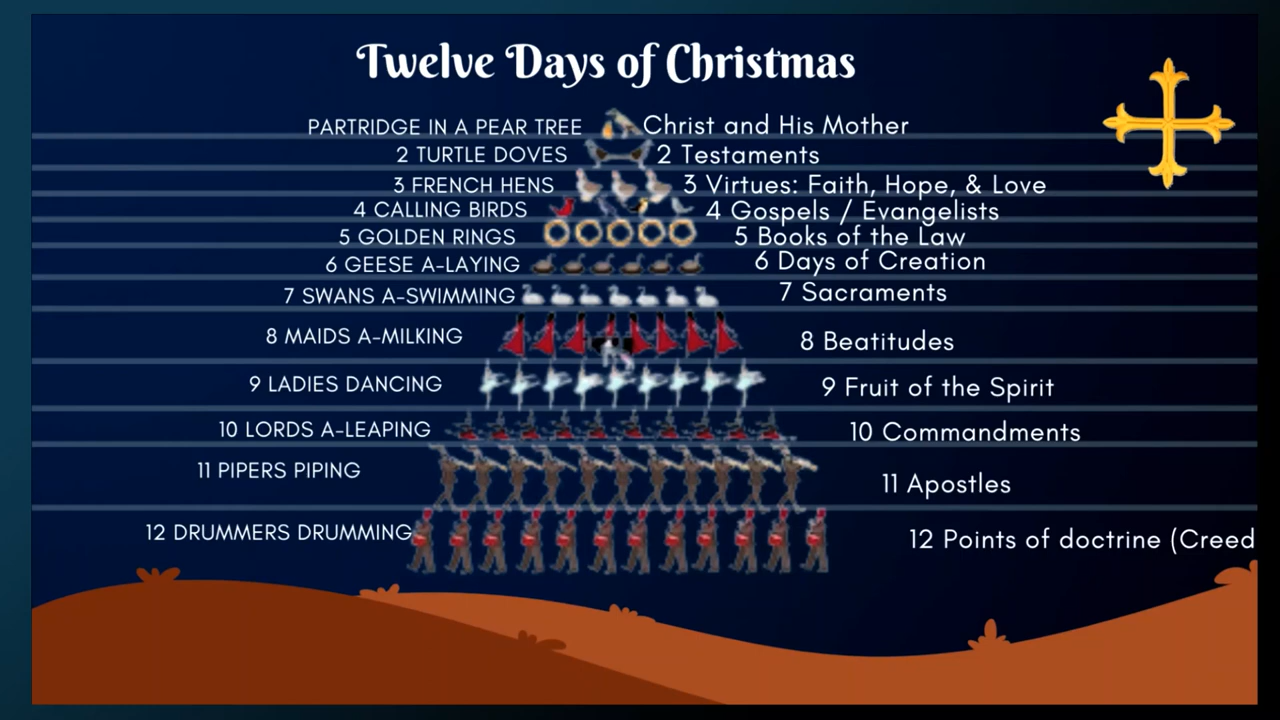 Twelve Days of Christmas
PARTRIDGE IN A PEAR TREE Christ and His Mother
2 TURTLE DOVES 2 Testaments
3 FRENCH HENS 3 Virtues: Faith, Hope, & Love
4 CALLING BIRDS 4 Gospels / Evangelists
5 GOLDEN RINGS 5 Books of the Law
6 GEESE A-LAYING 6 Days of Creation
7 SWANS A-SWIMMING 7 Sacraments
8 MAIDS A-MILKING 8 Beatitudes
9 LADIES DANCING 9 Fruit of the Spirit
10 LORDS A-LEAPING 10 Commandments
11 PIPERS PIPING 11 Apostles
12 DRUMMERS DRUMMING 12 Points of doctrine (Creed